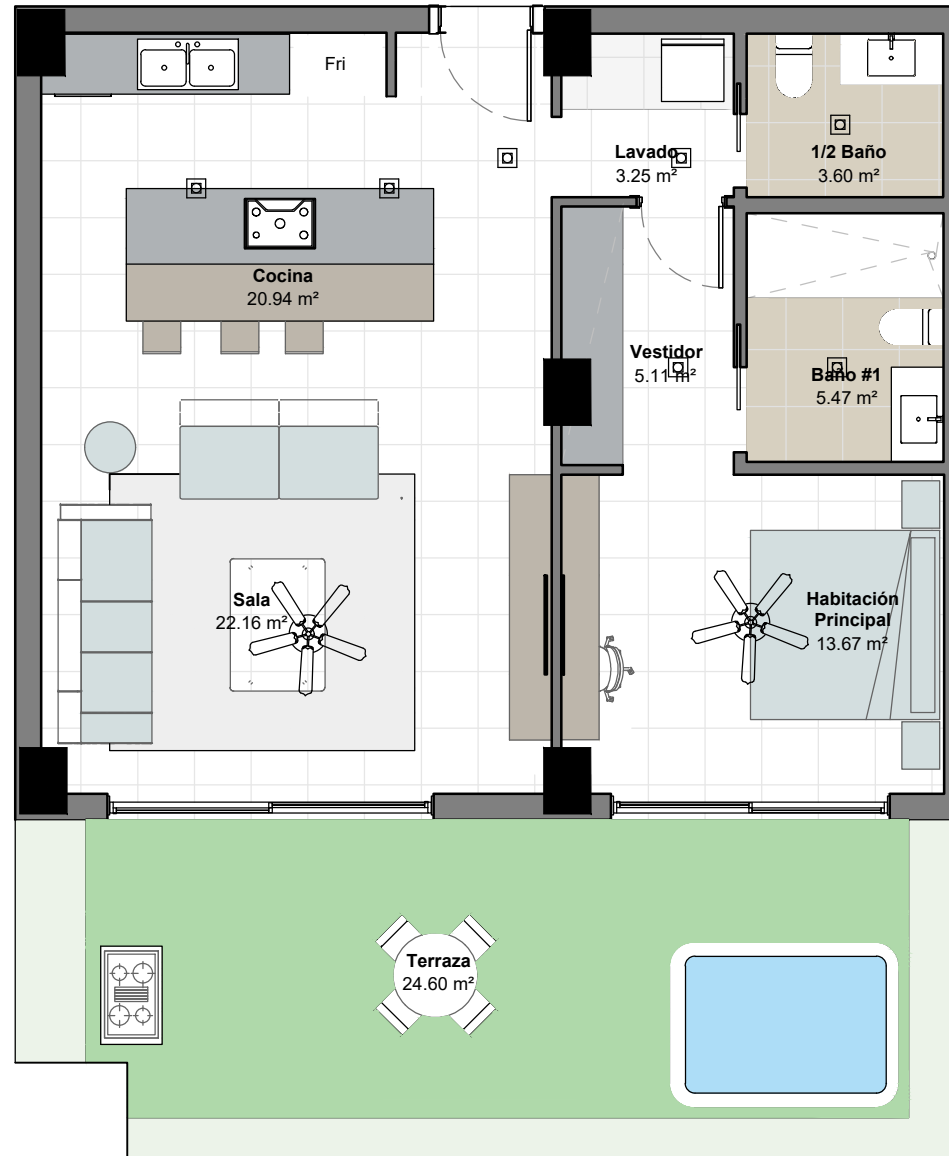 Fri
Lavado
3.25 m²
1/2 Baño
3.60 m²
Cocina
20.94 m²
Vestidor
5.11 m²
Baño #1
5.47 m²
Sala
22.16 m²
Habitación
Principal
13.67 m²
Terraza
24.60 m²